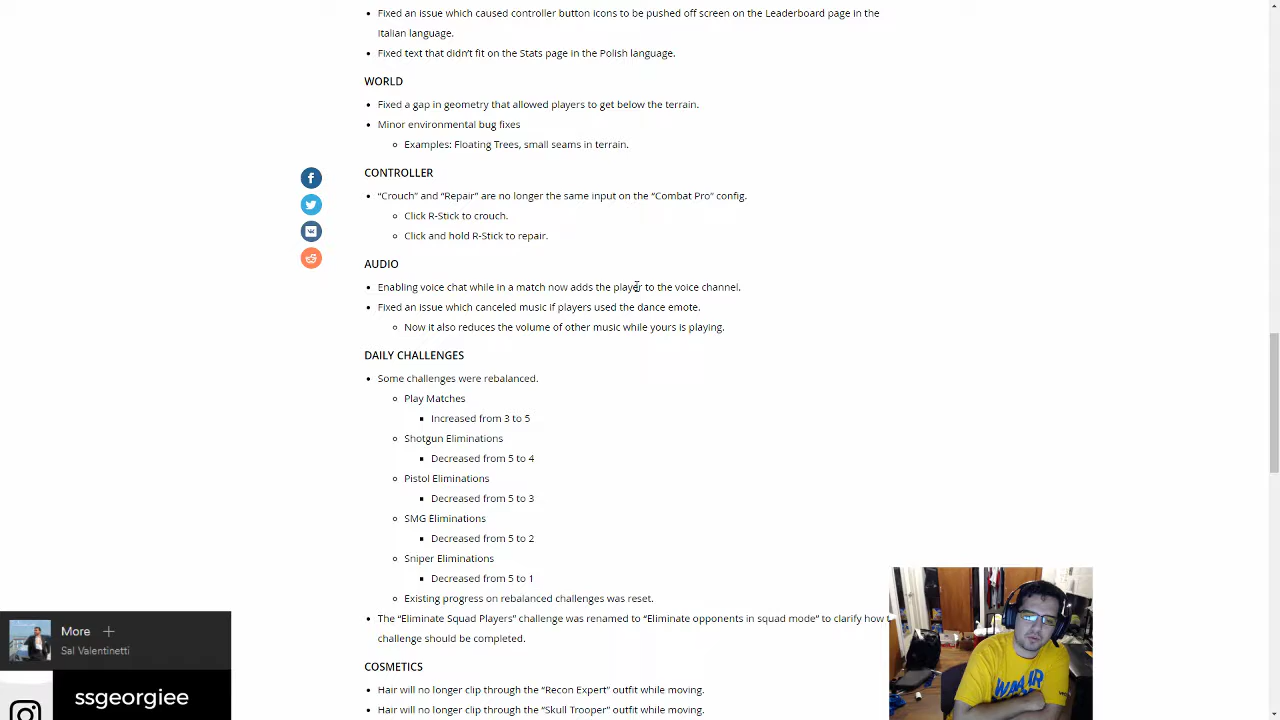 • Fixed an issue which caused controller button icons to be pushed off screen on the Leaderboard page in the
Italian language.
• Fixed text that didn’t fit on the Stats page in the Polish language.
WORLD
• Fixed a gap in geometry that allowed players to get below the terrain.
• Minor environmental bug fixes
◦ Examples: Floating Trees, small seams in terrain.
CONTROLLER
• “Crouch” and “Repair” are no longer the same input on the “Combat Pro” config.
◦ Click R-Stick to crouch.
◦ Click and hold R-Stick to repair.
AUDIO
• Enabling voice chat while in a match now adds the player to the voice channel.
• Fixed an issue which canceled music if players used the dance emote.
◦ Now it also reduces the volume of other music while yours is playing.
DAILY CHALLENGES
• Some challenges were rebalanced.
◦ Play Matches
▪ Increased from 3 to 5
◦ Shotgun Eliminations
▪ Decreased from 5 to 4
◦ Pistol Eliminations
▪ Decreased from 5 to 3
◦ SMG Eliminations
▪ Decreased from 5 to 2
◦ Sniper Eliminations
▪ Decreased from 5 to 1
◦ Existing progress on rebalanced challenges was reset.
• The “Eliminate Squad Players” challenge was renamed to “Eliminate opponents in squad mode” to clarify how
challenge should be completed.
COSMETICS
• Hair will no longer clip through the “Recon Expert” outfit while moving.
• Hair will no longer clip through the “Skull Trooper” outfit while moving.
More +
Sal Valentinetti
ssgeorgiee